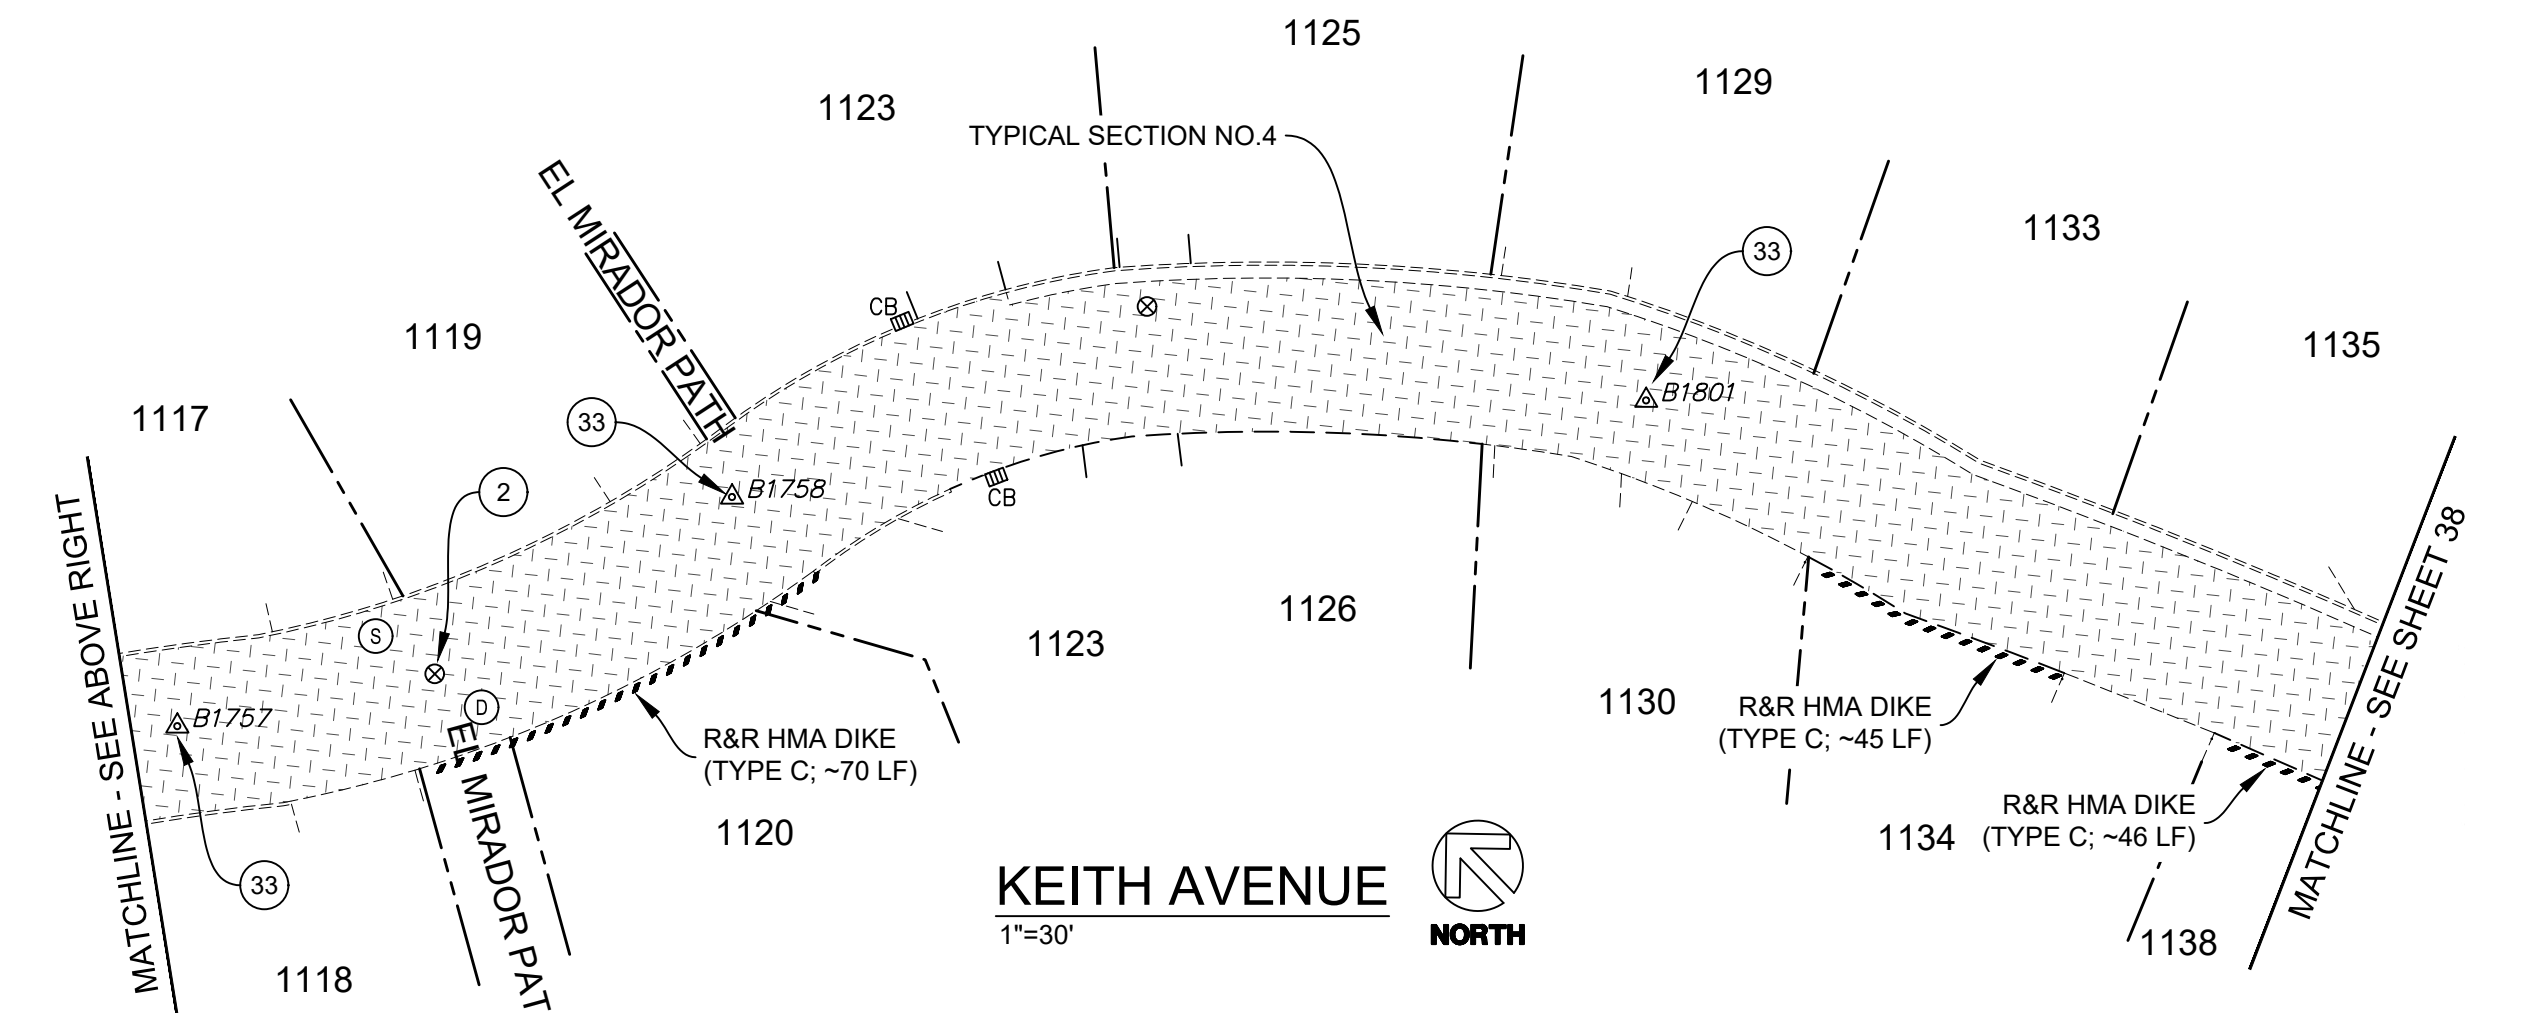 1125
1129
1123
TYPICAL SECTION NO.4
EL MIRADOR PATH
1133
33
CB
1119
1135
B1801
1117
33
2
B1758
CB
MATCHLINE - SEE ABOVE RIGHT
MATCHLINE - SEE SHEET 38
S
1126
1123
D
B1757
1130
R&R HMA DIKE
(TYPE C; ~45 LF)
R&R HMA DIKE
(TYPE C; ~70 LF)
EL MIRADOR PAT
R&R HMA DIKE
(TYPE C; ~46 LF)
1120
1134
33
KEITH AVENUE
1"=30'
NORTH
1138
1118